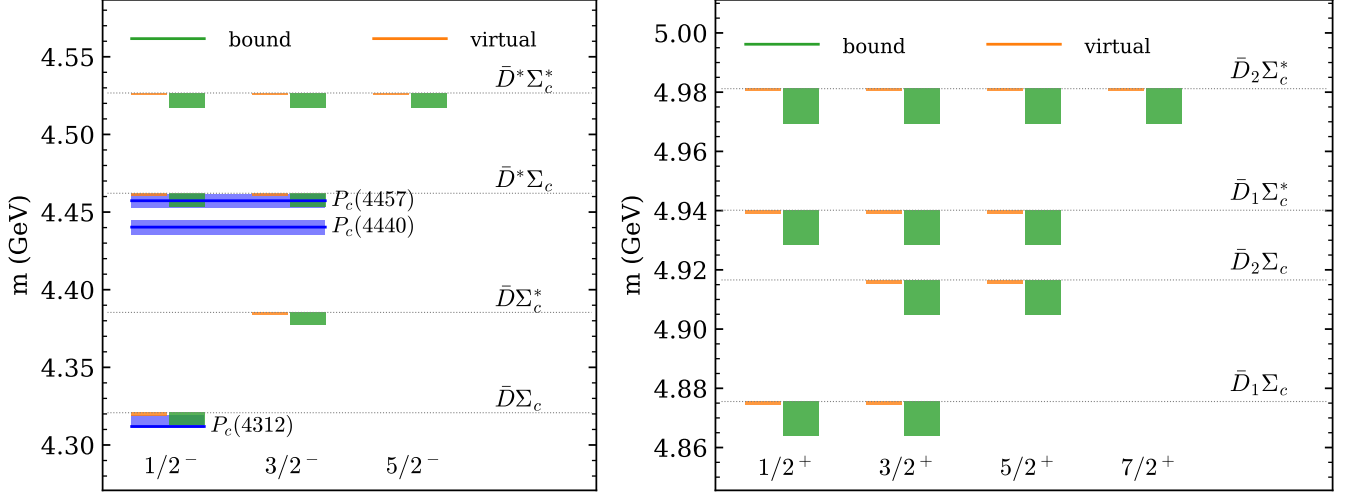 bound virtual
4.55
D̄*Σc*
4.50
D̄*Σc
Pc(4457)
4.45
Pc(4440)
4.40
D̄Σc*
4.35
D̄Σc
Pc(4312)
4.30
1/2⁻ 3/2⁻ 5/2⁻
m (GeV)
5.00
bound virtual
D̄₂Σc*
4.98
4.96
D̄₁Σc*
4.94
D̄₂Σc
4.92
4.90
D̄₁Σc
4.88
4.86
1/2⁺ 3/2⁺ 5/2⁺ 7/2⁺
m (GeV)